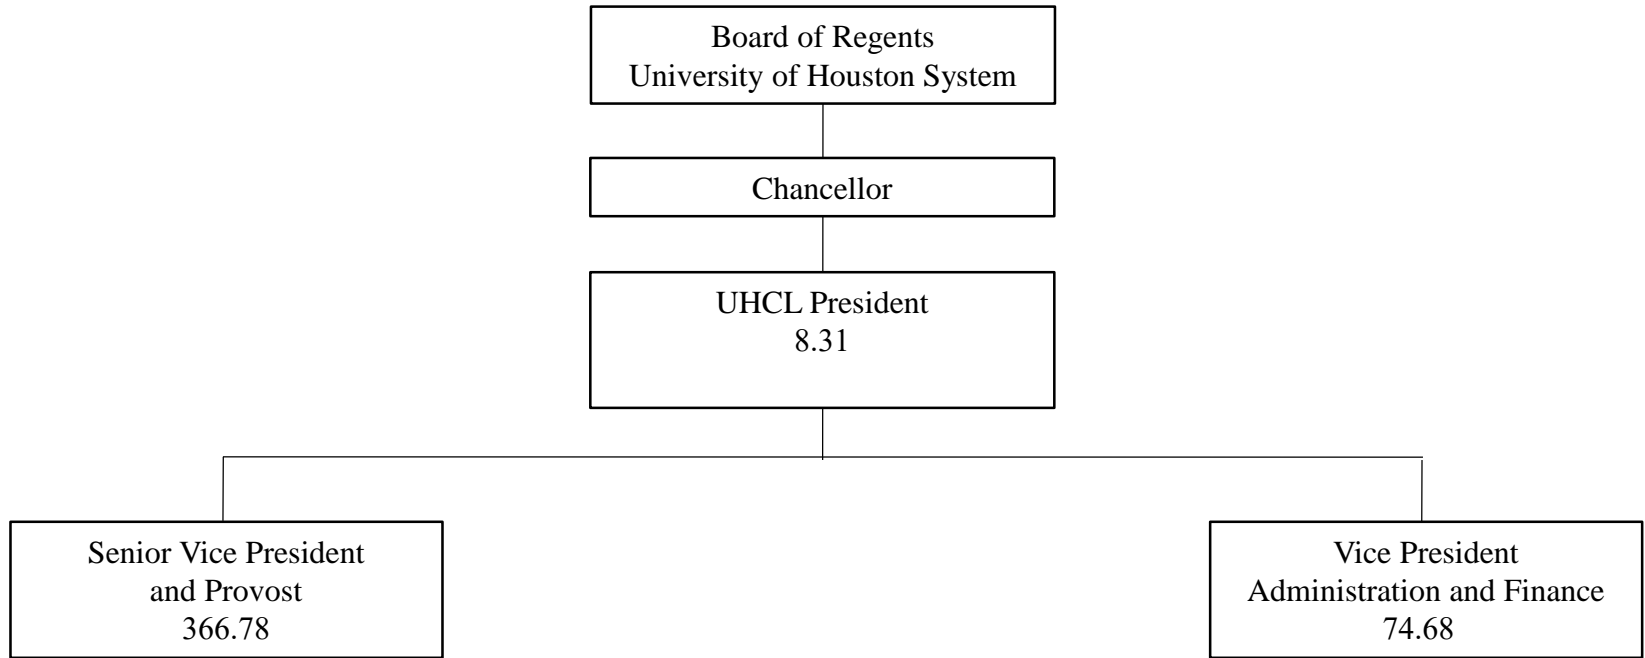 Board of Regents
University of Houston System
Chancellor
UHCL President
8.31
Senior Vice President
and Provost
366.78
Vice President
Administration and Finance
74.68